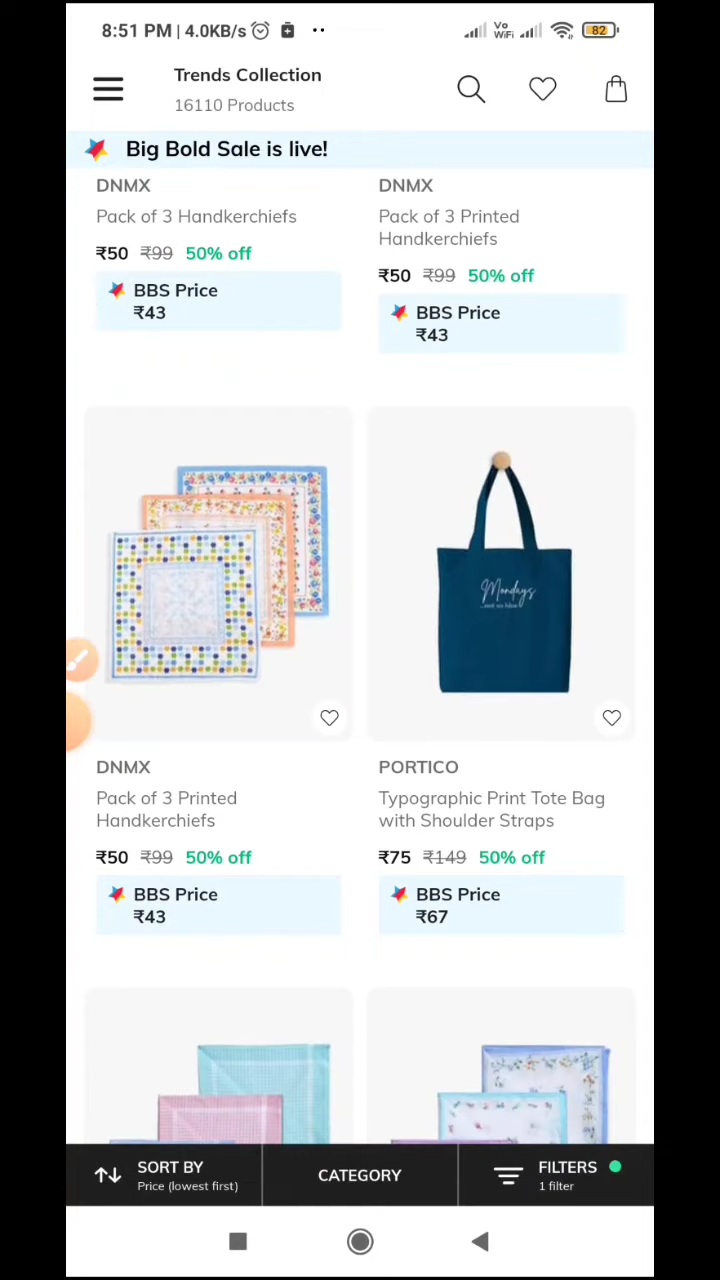 8:51 PM | 4.0KB/s
Vo
WiFi
82
Trends Collection
16110 Products
Big Bold Sale is live!
DNMX
Pack of 3 Handkerchiefs
₹50 ₹99 50% off
BBS Price
₹43
DNMX
Pack of 3 Printed
Handkerchiefs
₹50 ₹99 50% off
BBS Price
₹43
Mondays
DNMX
Pack of 3 Printed
Handkerchiefs
₹50 ₹99 50% off
BBS Price
₹43
PORTICO
Typographic Print Tote Bag
with Shoulder Straps
₹75 ₹149 50% off
BBS Price
₹67
SORT BY
Price (lowest first)
CATEGORY
FILTERS
1 filter